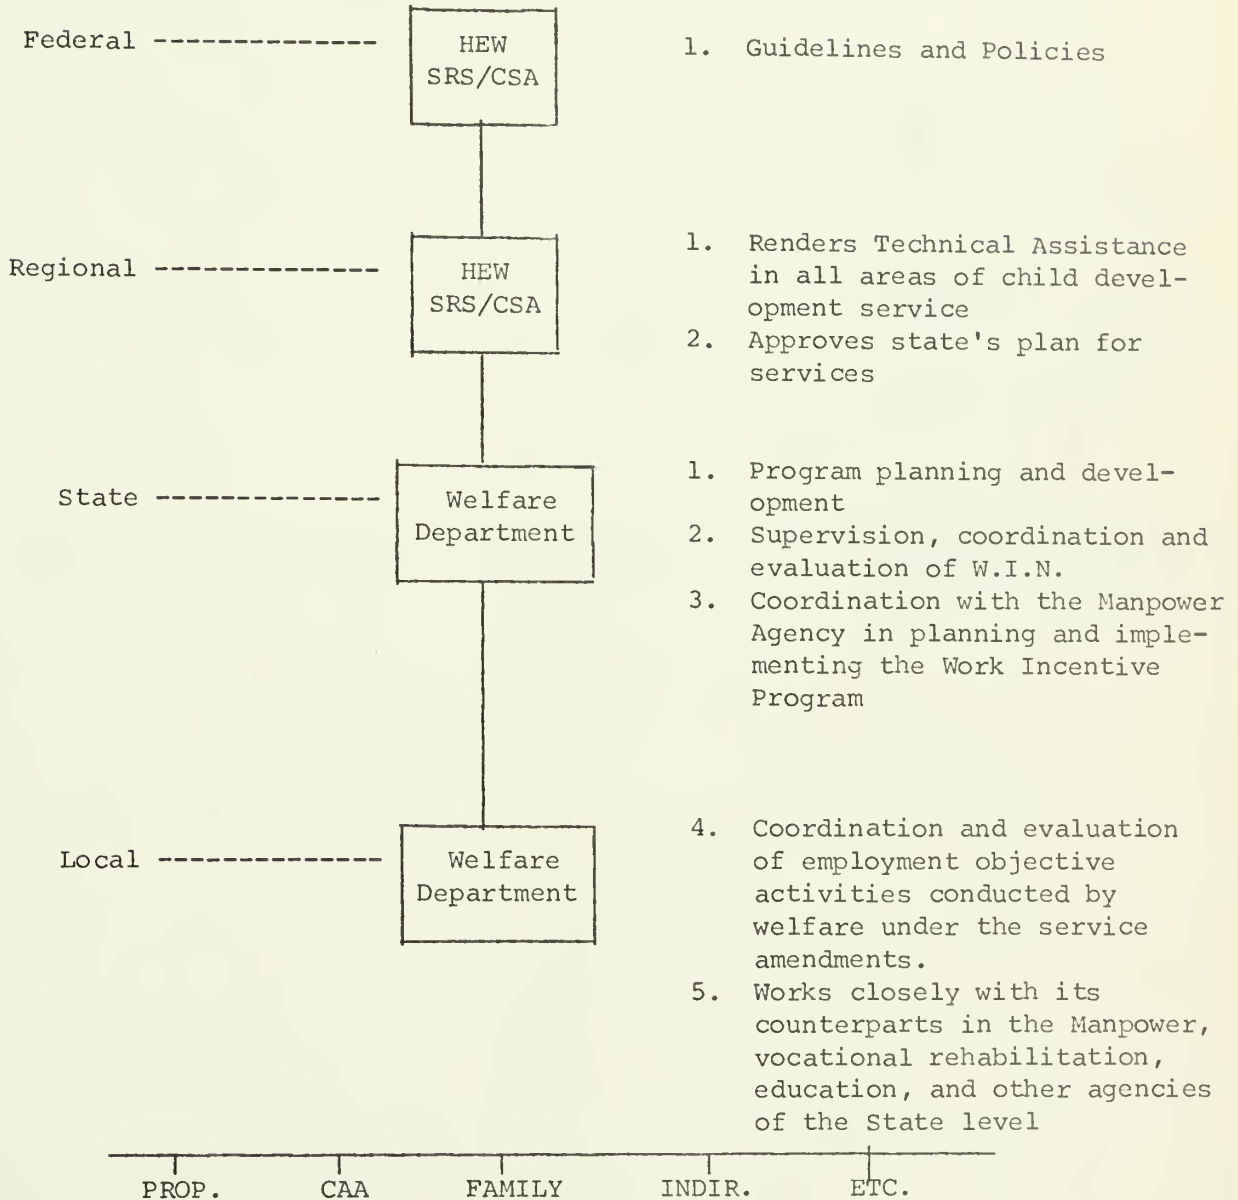 Federal -------------- HEW
SRS/CSA
1. Guidelines and Policies
Regional -------------- HEW
SRS/CSA
1. Renders Technical Assistance
in all areas of child devel-
opment service
2. Approves state's plan for
services
State -------------- Welfare
Department
1. Program planning and devel-
opment
2. Supervision, coordination and
evaluation of W.I.N.
3. Coordination with the Manpower
Agency in planning and imple-
menting the Work Incentive
Program
Local -------------- Welfare
Department
4. Coordination and evaluation
of employment objective
activities conducted by
welfare under the service
amendments.
5. Works closely with its
counterparts in the Manpower,
vocational rehabilitation,
education, and other agencies
of the State level
PROP. CAA FAMILY INDIR. ETC.